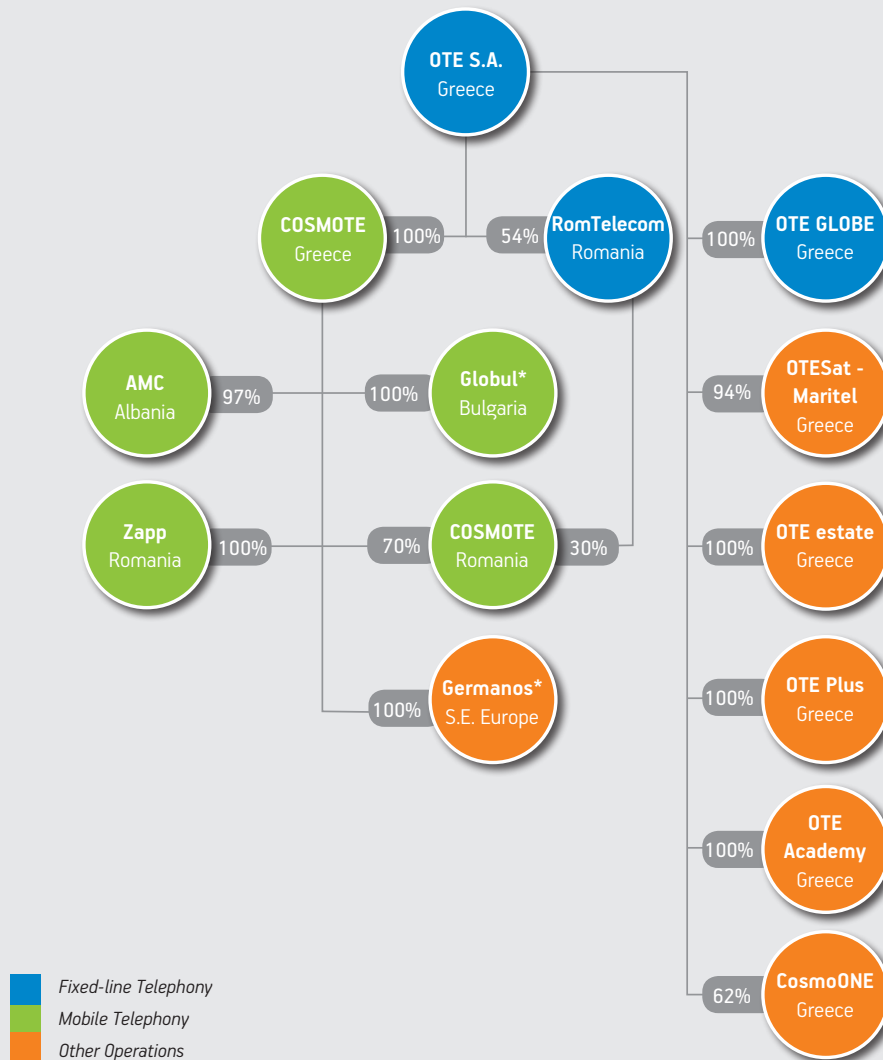 OTE S.A.
Greece
COSMOTE
Greece
100%
54%
RomTelecom
Romania
100%
OTE GLOBE
Greece
AMC
Albania
97%
100%
Globul*
Bulgaria
94%
OTESat -
Maritel
Greece
Zapp
Romania
100%
70%
COSMOTE
Romania
30%
100%
OTE estate
Greece
100%
Germanos*
S.E. Europe
100%
OTE Plus
Greece
100%
OTE
Academy
Greece
62%
CosmoONE
Greece
Fixed-line Telephony
Mobile Telephony
Other Operations